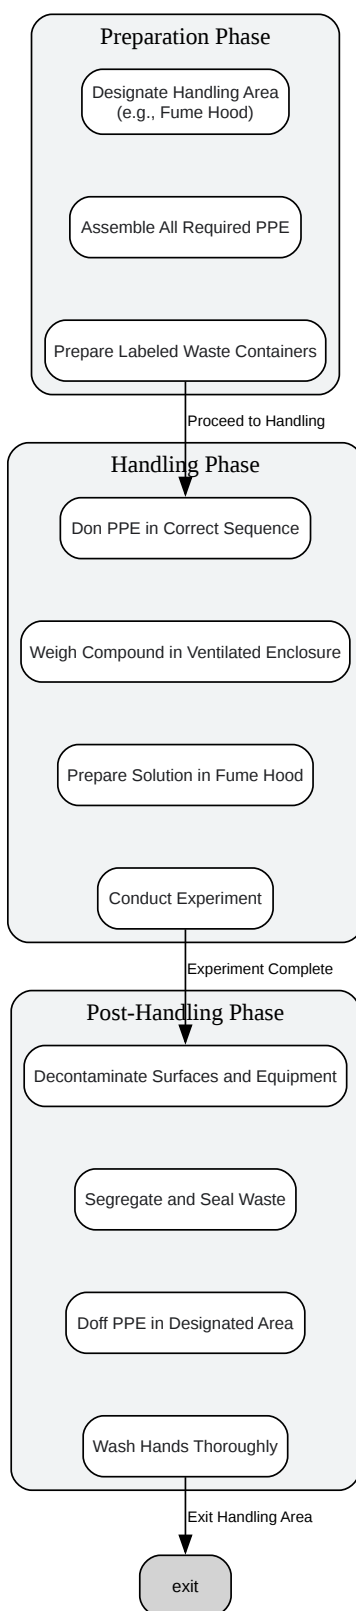 Preparation Phase
Designate Handling Area
(e.g., Fume Hood)
Assemble All Required PPE
Prepare Labeled Waste Containers
Proceed to Handling
Handling Phase
Don PPE in Correct Sequence
Weigh Compound in Ventilated Enclosure
Prepare Solution in Fume Hood
Conduct Experiment
Experiment Complete
Post-Handling Phase
Decontaminate Surfaces and Equipment
Segregate and Seal Waste
Doff PPE in Designated Area
Wash Hands Thoroughly
Exit Handling Area
exit